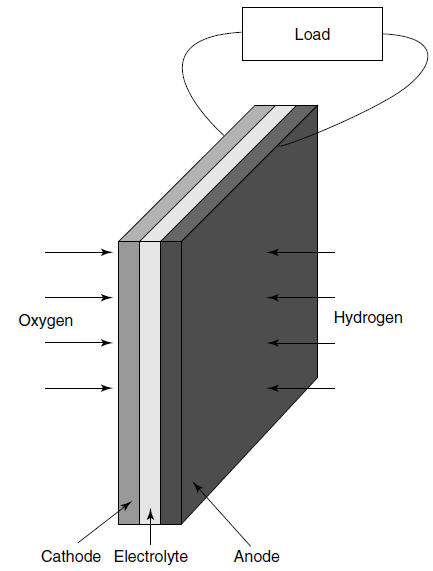 Load
Oxygen
Hydrogen
Cathode
Electrolyte
Anode